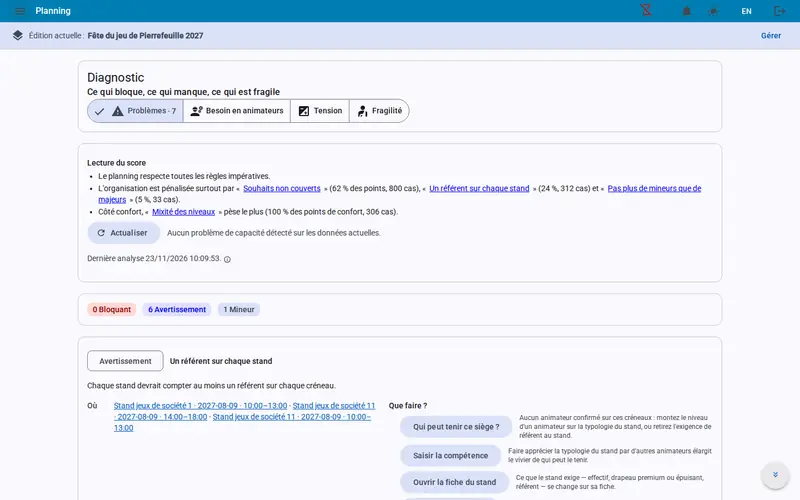 Planning
EN
Édition actuelle : Fête du jeu de Pierrefeuille 2027
Gérer
Diagnostic
Ce qui bloque, ce qui manque, ce qui est fragile
Problèmes · 7
Besoin en animateurs
Tension
Fragilité
Lecture du score
• Le planning respecte toutes les règles impératives.
• L'organisation est pénalisée surtout par « Souhaits non couverts » (62 % des points, 800 cas), « Un référent sur chaque stand » (24 %, 312 cas) et « Pas plus de mineurs que de
majeurs » (5 %, 33 cas).
• Côté confort, « Mixité des niveaux » pèse le plus (100 % des points de confort, 306 cas).
Actualiser
Aucun problème de capacité détecté sur les données actuelles.
Dernière analyse 23/11/2026 10:09:53.
0 Bloquant
6 Avertissement
1 Mineur
Avertissement
Un référent sur chaque stand
Chaque stand devrait compter au moins un référent sur chaque créneau.
Où
Stand jeux de société 1 · 2027-08-09 · 10:00–13:00 · Stand jeux de société 11
· 2027-08-09 · 14:00–18:00 · Stand jeux de société 11 · 2027-08-09 · 10:00–
13:00
Que faire ?
Qui peut tenir ce siège ?
Aucun animateur confirmé sur ces créneaux : montez le niveau
d'un animateur sur la typologie du stand, ou retirez l'exigence de
référent au stand.
Saisir la compétence
Faire apprécier la typologie du stand par d'autres animateurs élargit
le vivier de qui peut le tenir.
Ouvrir la fiche du stand
Ce que le stand exige — effectif, drapeau premium ou épuisant,
référent — se change sur sa fiche.